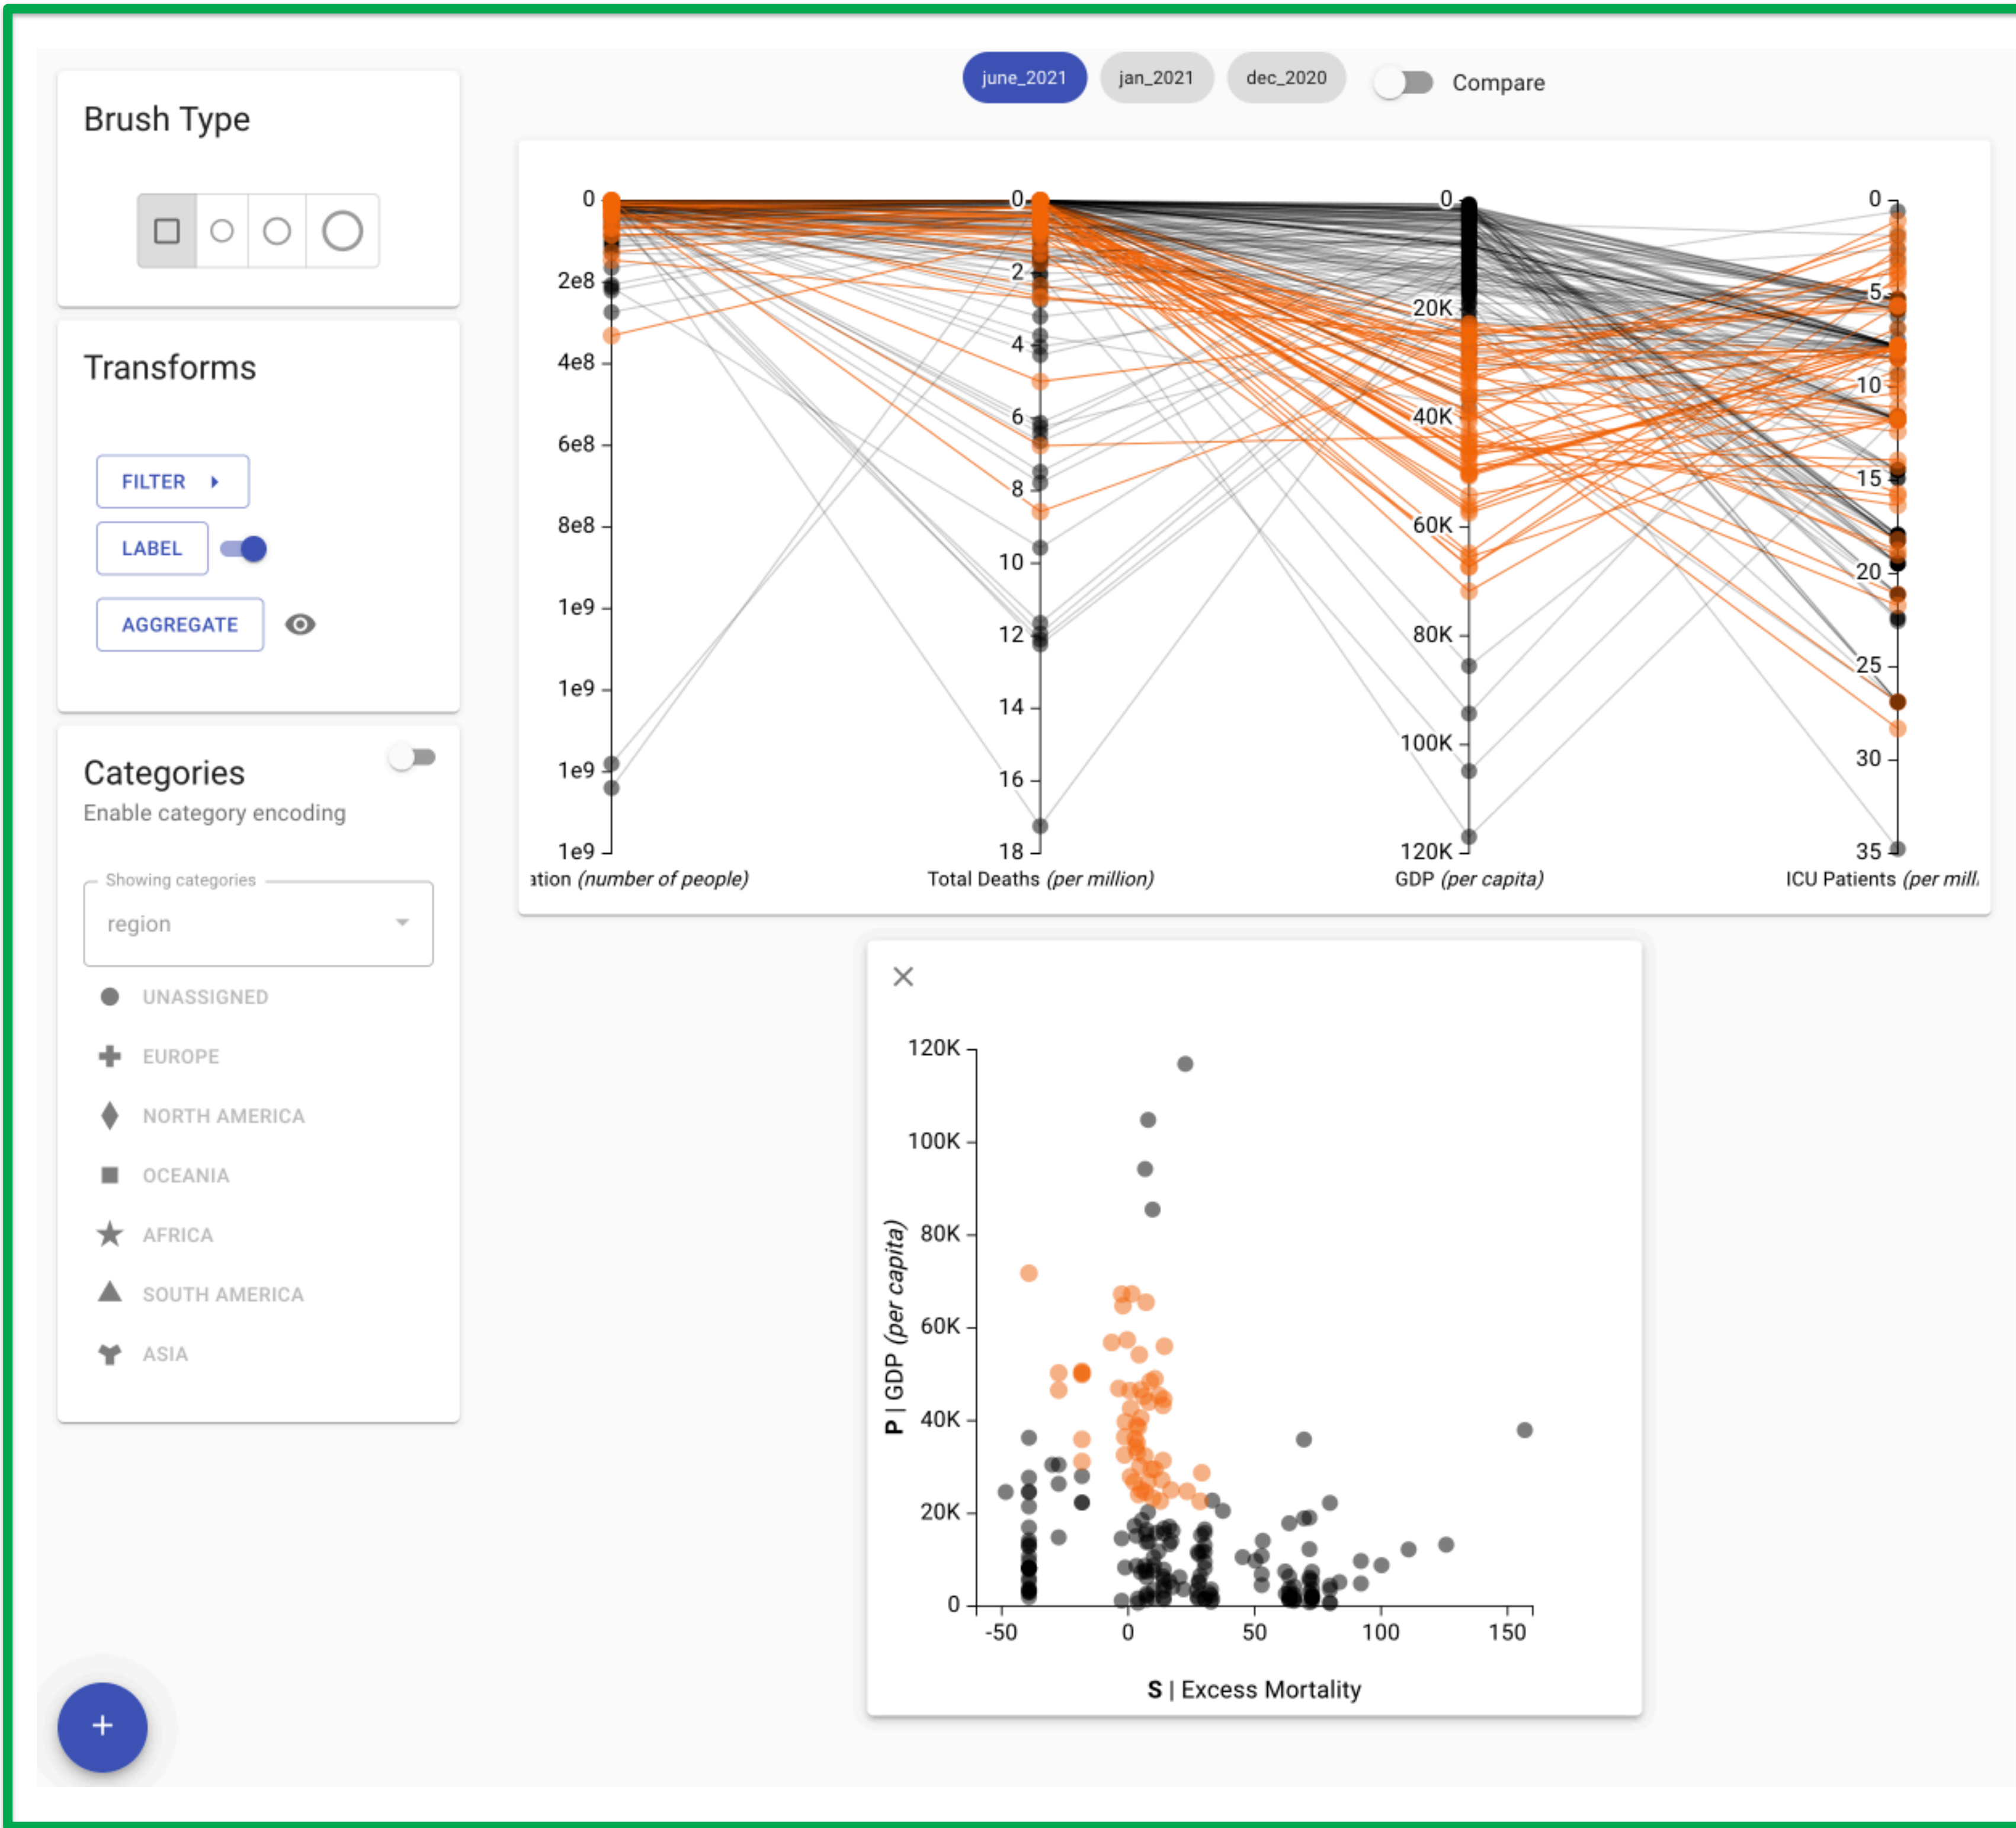 june_2021 jan_2021 dec_2020 Compare
Brush Type
Transforms
FILTER
LABEL
AGGREGATE
Categories
Enable category encoding
Showing categories
region
UNASSIGNED
EUROPE
NORTH AMERICA
OCEANIA
AFRICA
SOUTH AMERICA
ASIA
+
0
2e8
4e8
6e8
8e8
1e9
1e9
1e9
1e9
ation (number of people)
0
2
4
6
8
10
12
14
16
18
Total Deaths (per million)
0
20K
40K
60K
80K
100K
120K
GDP (per capita)
0
5
10
15
20
25
30
35
ICU Patients (per mill
120K
100K
80K
60K
40K
20K
0
P | GDP (per capita)
-50 0 50 100 150
S | Excess Mortality